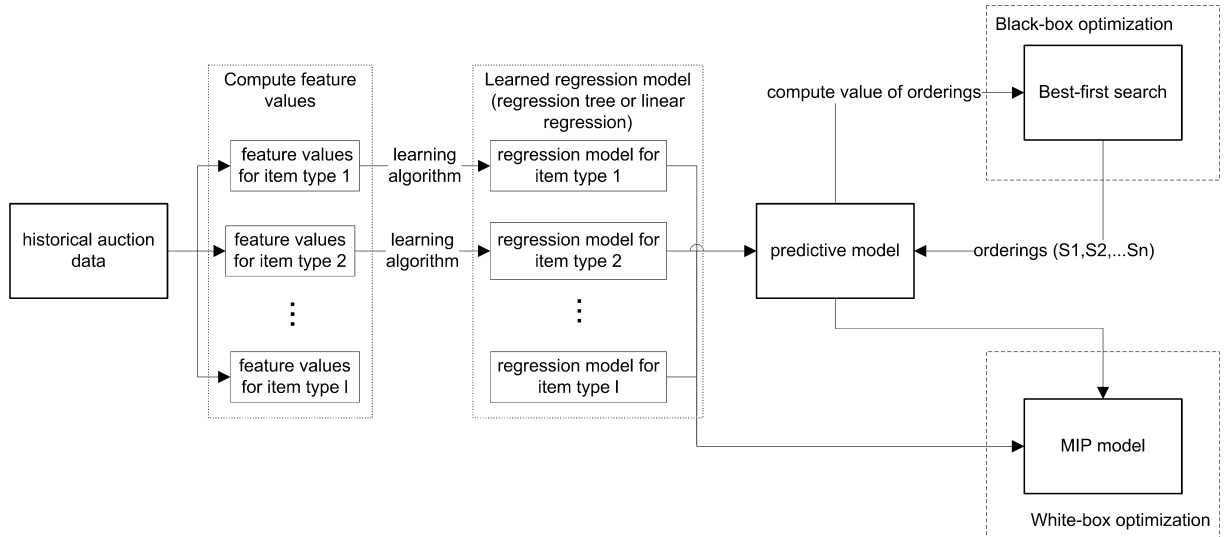 Black-box optimization
Best-first search
compute value of orderings
Compute feature
values
Learned regression model
(regression tree or linear
regression)
feature values
for item type 1
learning
algorithm
regression model for
item type 1
historical auction
data
feature values
for item type 2
learning
algorithm
regression model for
item type 2
predictive model
orderings (S1,S2,...Sn)
⋮
⋮
feature values
for item type l
regression model for
item type l
MIP model
White-box optimization